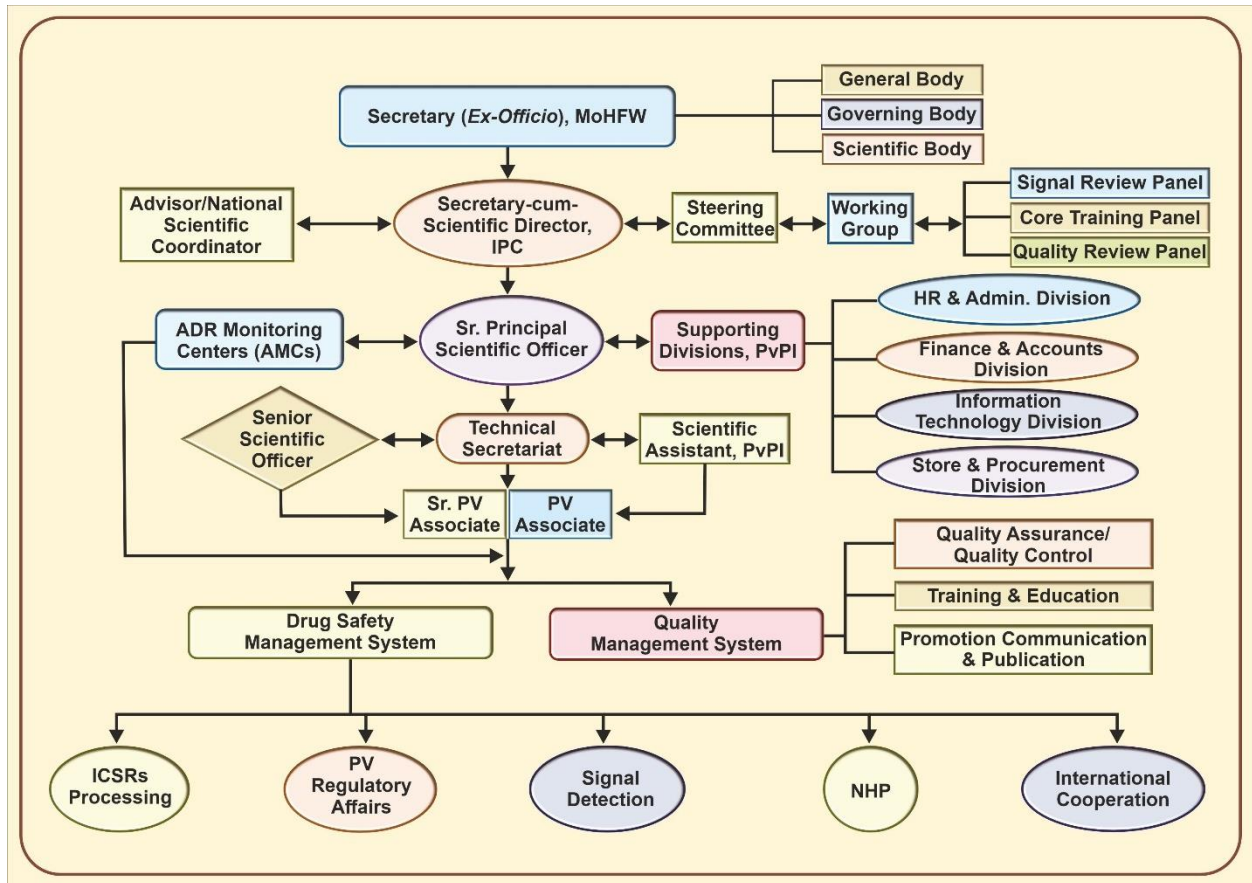 General Body
Secretary (Ex-Officio), MoHFW
Governing Body
Scientific Body
Advisor/National
Scientific
Coordinator
Secretary-cum-
Scientific Director,
IPC
Steering
Committee
Working
Group
Signal Review Panel
Core Training Panel
Quality Review Panel
ADR Monitoring
Centers (AMCs)
Sr. Principal
Scientific Officer
Supporting
Divisions, PvPI
HR & Admin. Division
Finance & Accounts
Division
Information
Technology Division
Store & Procurement
Division
Senior
Scientific
Officer
Technical
Secretariat
Scientific
Assistant, PvPI
Sr. PV
Associate
PV
Associate
Drug Safety
Management System
Quality
Management System
Quality Assurance/
Quality Control
Training & Education
Promotion Communication
& Publication
ICSRs
Processing
PV
Regulatory
Affairs
Signal
Detection
NHP
International
Cooperation